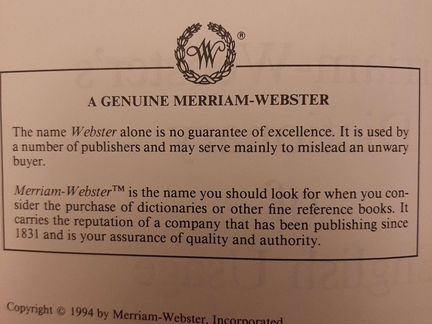 W ®
A GENUINE MERRIAM-WEBSTER
The name Webster alone is no guarantee of excellence. It is used by
a number of publishers and may serve mainly to mislead an unwary
buyer.
Merriam-Webster™ is the name you should look for when you con-
sider the purchase of dictionaries or other fine reference books. It
carries the reputation of a company that has been publishing since
1831 and is your assurance of quality and authority.
Copyright © 1994 by Merriam-Webster, Incorporated